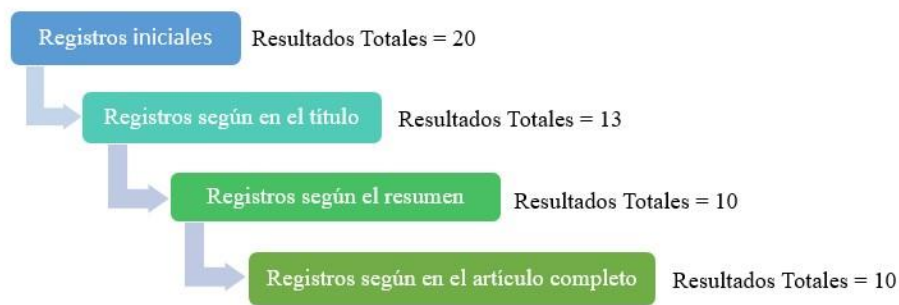 Registros iniciales Resultados Totales = 20
Registros según en el título Resultados Totales = 13
Registros según el resumen Resultados Totales = 10
Registros según en el artículo completo Resultados Totales = 10